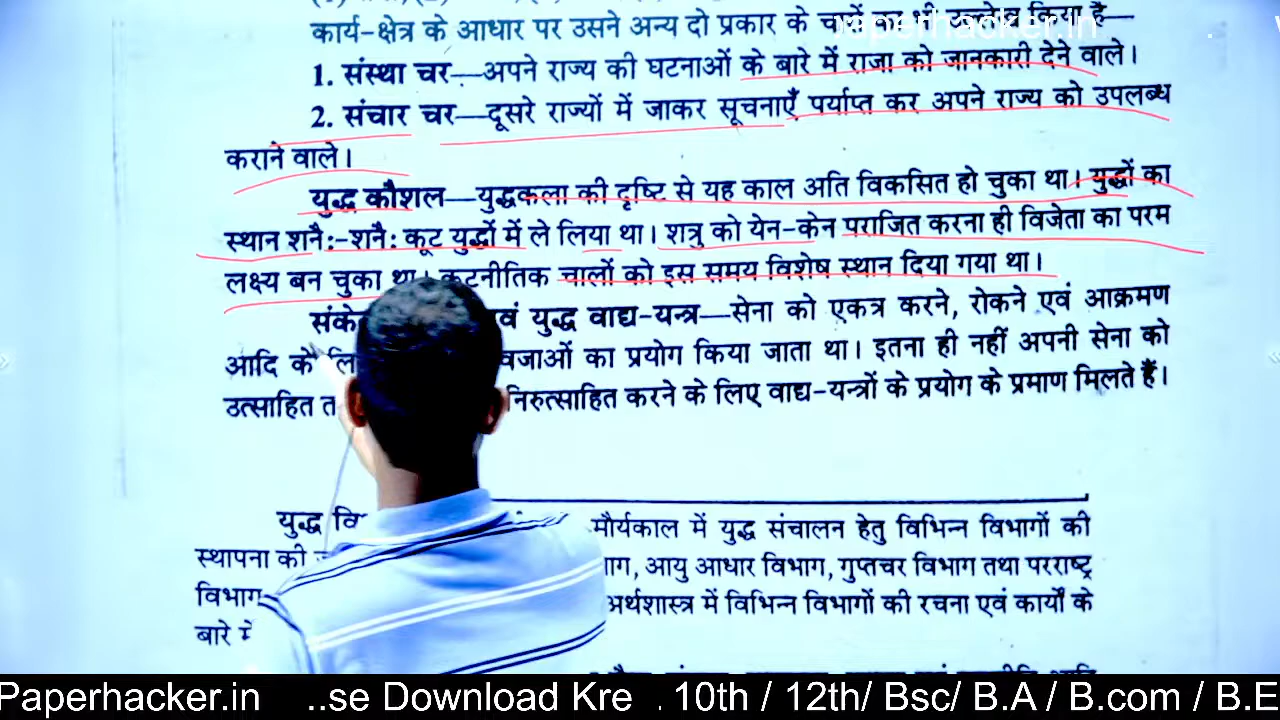 कार्य-क्षेत्र के आधार पर उसने अन्य दो प्रकार के चरों का भी उल्लेख किया है—
paperhacker.in
1. संस्था चर—अपने राज्य की घटनाओं के बारे में राजा को जानकारी देने वाले।
2. संचार चर—दूसरे राज्यों में जाकर सूचनाएँ पर्याप्त कर अपने राज्य को उपलब्ध
कराने वाले।
युद्ध कौशल—युद्धकला की दृष्टि से यह काल अति विकसित हो चुका था। युद्धों का
स्थान शनैः-शनैः कूट युद्धों में ले लिया था। शत्रु को येन-केन पराजित करना ही विजेता का परम
लक्ष्य बन चुका था। कूटनीतिक चालों को इस समय विशेष स्थान दिया गया था।
एवं युद्ध वाद्य-यन्त्र—सेना को एकत्र करने, रोकने एवं आक्रमण
आदि के का प्रयोग किया जाता था। इतना ही नहीं अपनी सेना को
उत्साहित निरुत्साहित करने के लिए वाद्य-यन्त्रों के प्रयोग के प्रमाण मिलते हैं।
युद्ध मौर्यकाल में युद्ध संचालन हेतु विभिन्न विभागों की
स्थापना की आयु आधार विभाग, गुप्तचर विभाग तथा परराष्ट्र
विभाग अर्थशास्त्र में विभिन्न विभागों की रचना एवं कार्यों के
बारे में
Paperhacker.in ..se Download Kre . 10th / 12th/ Bsc/ B.A / B.com / B.E